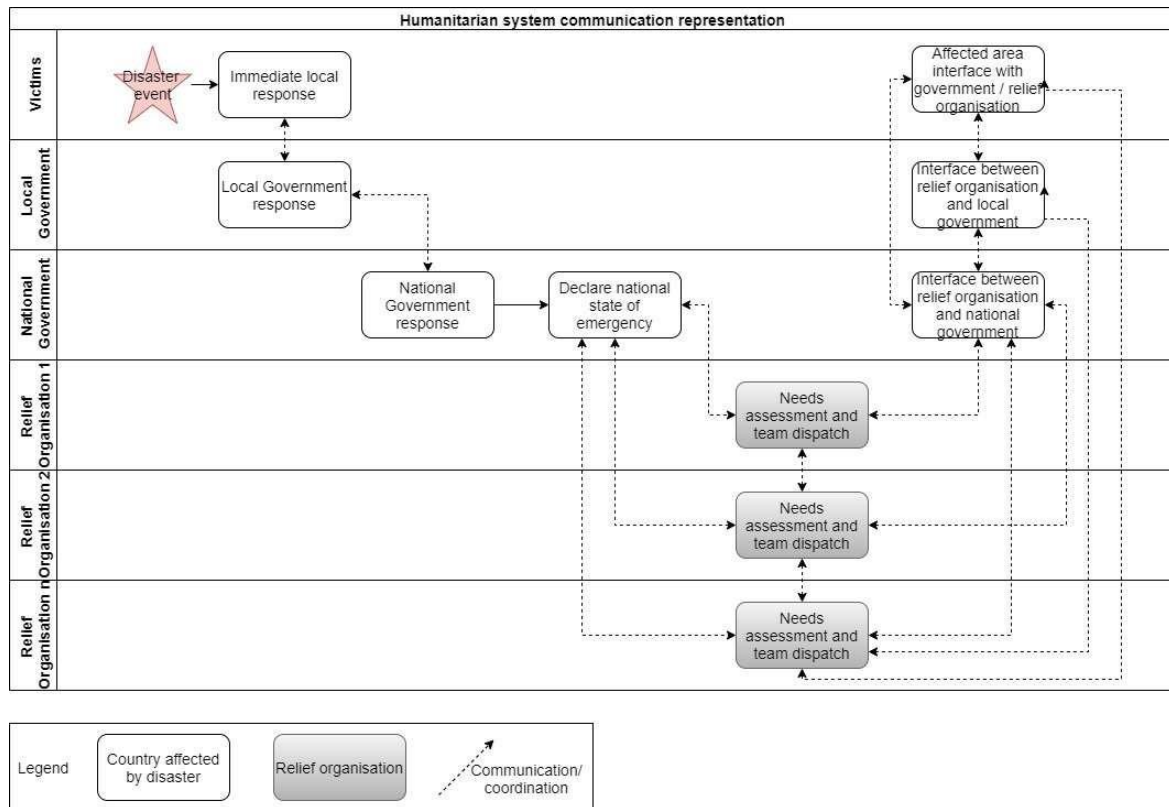 Humanitarian system communication representation
Victims
Disaster
event
Immediate local
response
Affected area
interface with
government / relief
organisation
Local
Government
Local Government
response
Interface between
relief organisation
and local
government
National
Government
National
Government
response
Declare national
state of
emergency
Interface between
relief organisation
and national
government
Relief
Organisation 1
Needs
assessment and
team dispatch
Relief
Organisation 2
Needs
assessment and
team dispatch
Relief
Organisation n
Needs
assessment and
team dispatch
Legend
Country affected
by disaster
Relief organisation
Communication/
coordination